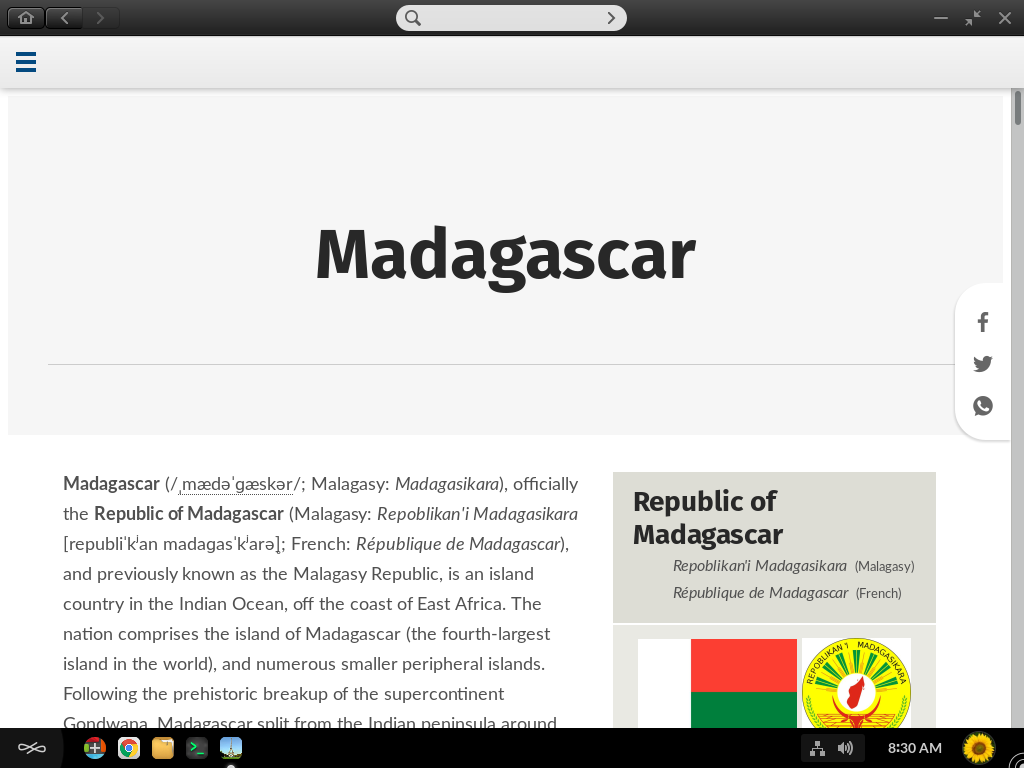 Madagascar
Madagascar (/ˌmædəˈɡæskər/; Malagasy: Madagasikara), officially
the Republic of Madagascar (Malagasy: Repoblikan'i Madagasikara
[republiˈkʲan madaɡasˈkʲarə̥]; French: République de Madagascar),
and previously known as the Malagasy Republic, is an island
country in the Indian Ocean, off the coast of East Africa. The
nation comprises the island of Madagascar (the fourth-largest
island in the world), and numerous smaller peripheral islands.
Following the prehistoric breakup of the supercontinent
Gondwana, Madagascar split from the Indian peninsula around
Republic of
Madagascar
Repoblikan'i Madagasikara (Malagasy)
République de Madagascar (French)
REPOBLIKAN'I MADAGASIKARA
8:30 AM